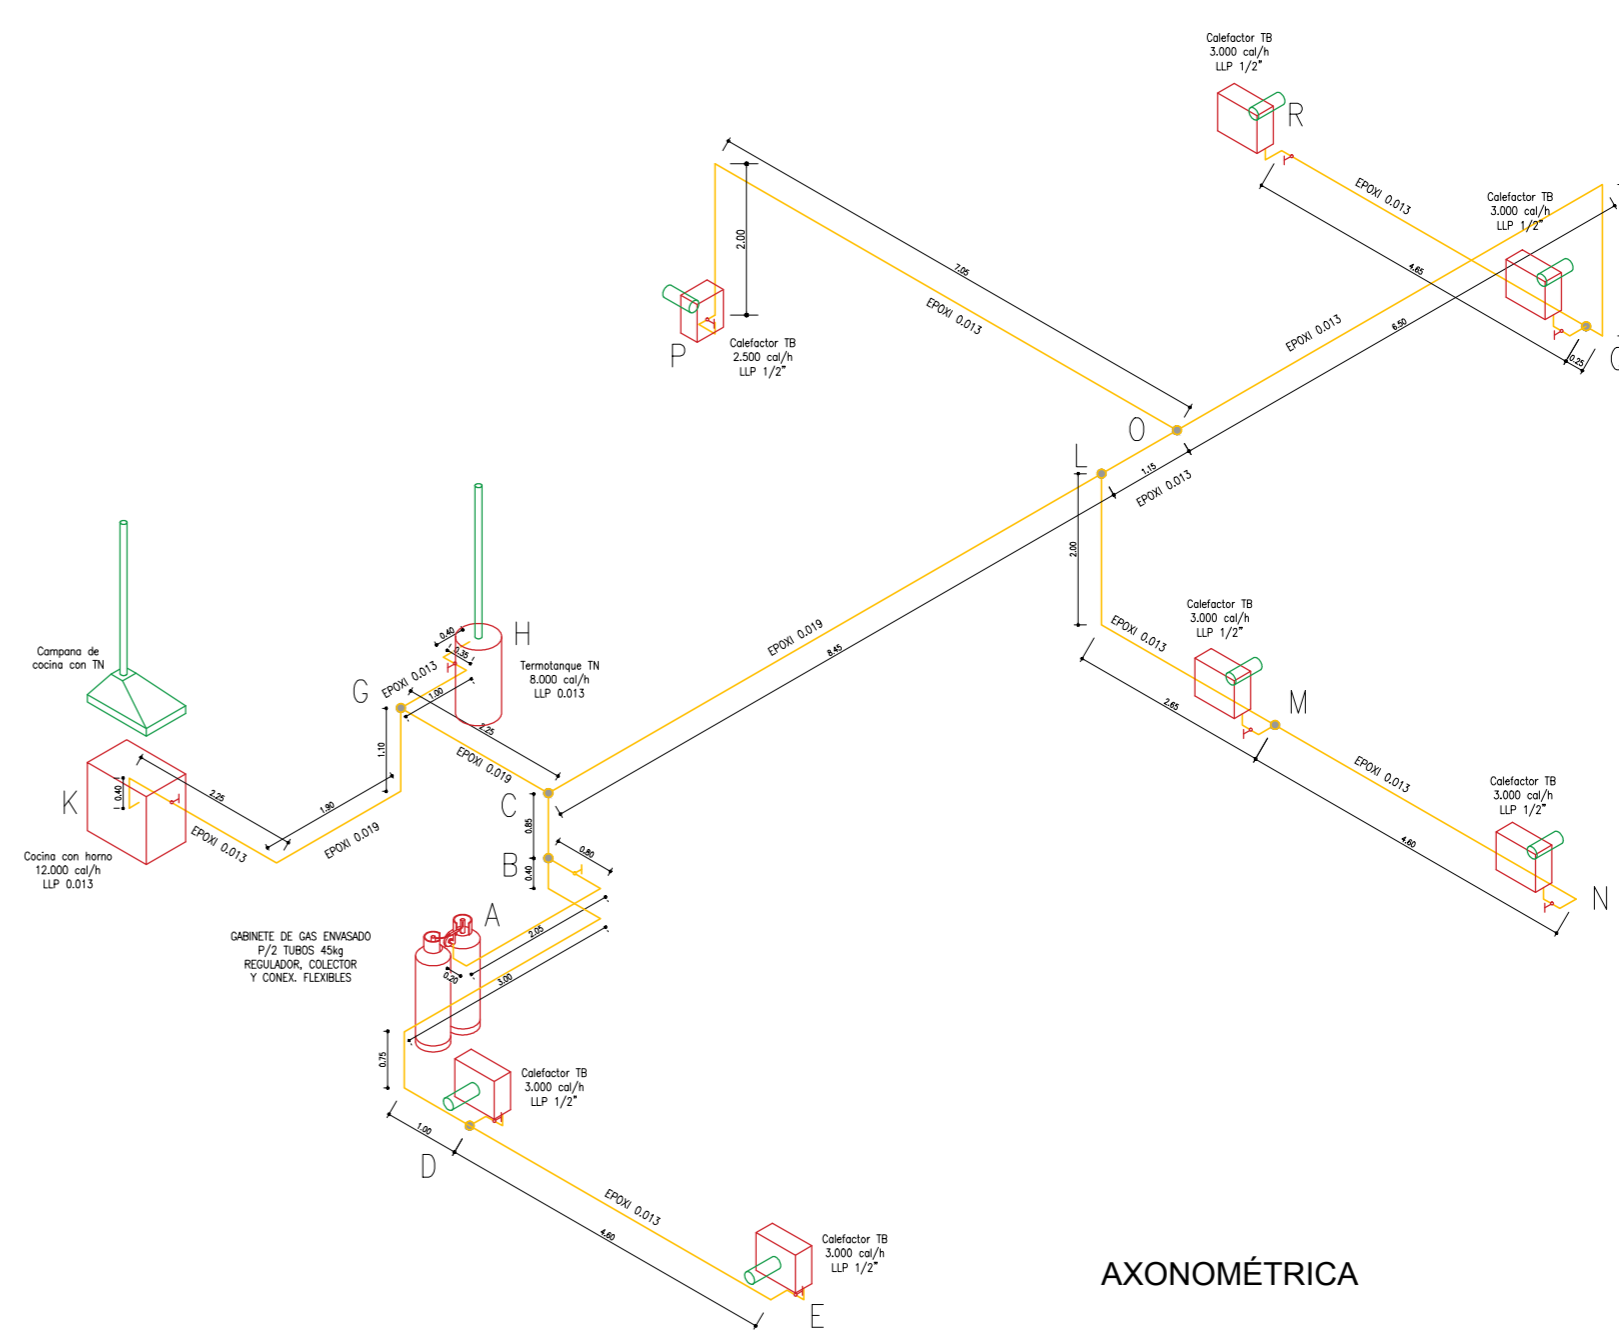 Calefactor TB
3.000 cal/h
LLP 1/2"
R
EPOXI 0.013
4.65
Calefactor TB
3.000 cal/h
LLP 1/2"
0.25
2.00
7.05
EPOXI 0.013
P
Calefactor TB
2.500 cal/h
LLP 1/2"
EPOXI 0.013
6.50
O
L
1.15
EPOXI 0.013
2.00
EPOXI 0.013
Calefactor TB
3.000 cal/h
LLP 1/2"
M
2.65
EPOXI 0.013
4.60
Calefactor TB
3.000 cal/h
LLP 1/2"
N
EPOXI 0.019
8.45
Campana de
cocina con TN
H
Termotanque TN
8.000 cal/h
LLP 0.013
0.40
0.35
EPOXI 0.013
1.00
G
2.25
EPOXI 0.019
1.10
K
0.40
2.25
1.90
EPOXI 0.013
EPOXI 0.019
Cocina con horno
12.000 cal/h
LLP 0.013
C
0.85
B
0.40
0.80
A
GABINETE DE GAS ENVASADO
P/2 TUBOS 45kg
REGULADOR, COLECTOR
Y CONEX. FLEXIBLES
2.05
0.20
3.00
0.75
Calefactor TB
3.000 cal/h
LLP 1/2"
1.00
D
EPOXI 0.013
4.60
Calefactor TB
3.000 cal/h
LLP 1/2"
E
AXONOMÉTRICA